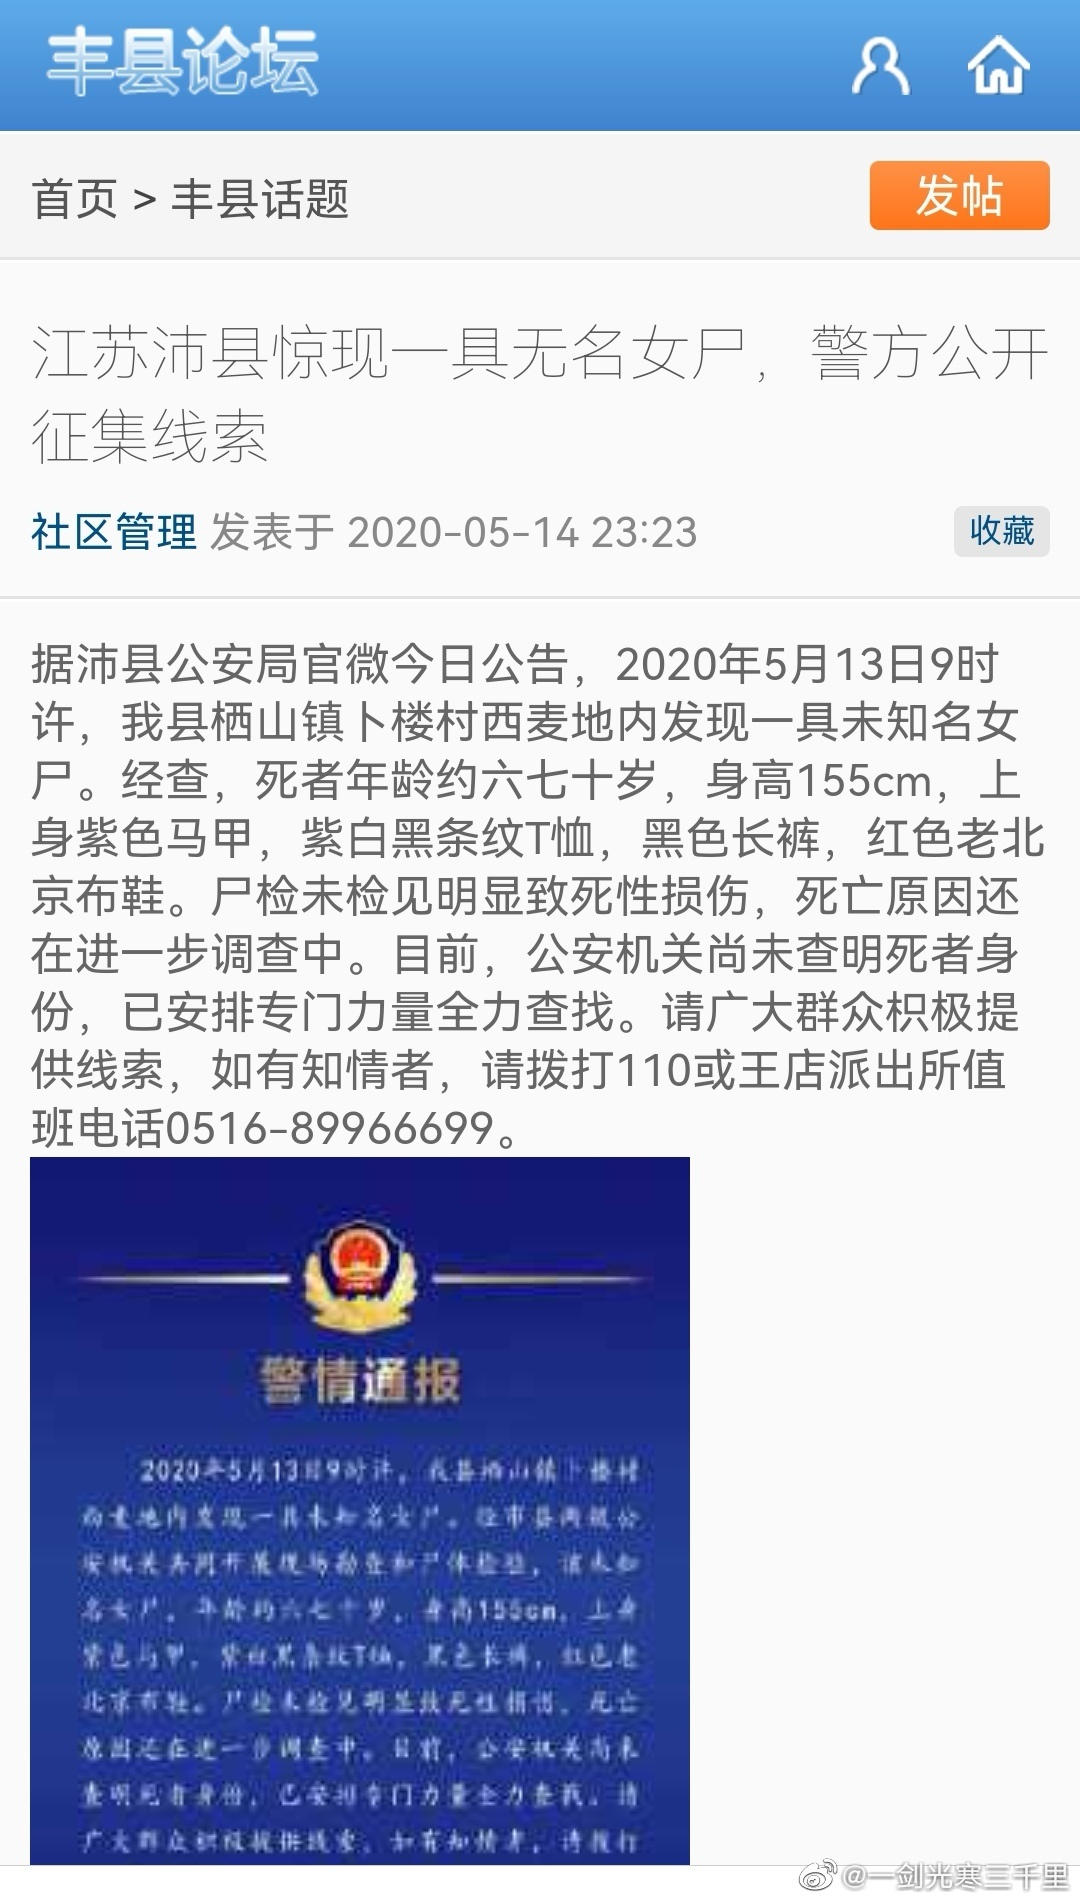 丰县论坛
首页 > 丰县话题
发帖
江苏沛县惊现一具无名女尸，警方公开
征集线索
社区管理 发表于 2020-05-14 23:23
收藏
据沛县公安局官微今日公告，2020年5月13日9时
许，我县栖山镇卜楼村西麦地内发现一具未知名女
尸。经查，死者年龄约六七十岁，身高155cm，上
身紫色马甲，紫白黑条纹T恤，黑色长裤，红色老北
京布鞋。尸检未检见明显致死性损伤，死亡原因还
在进一步调查中。目前，公安机关尚未查明死者身
份，已安排专门力量全力查找。请广大群众枳极提
供线索，如有知情者，请拨打110或王店派出所值
班电话0516-89966699。
警情通报
2020年5月13日9时许，我县栖山镇卜楼村
西麦地内发现一具未知名女尸。经市县两级公
安机关共同开展现场勘查和尸体检验，该未知
名女尸，年龄约六七十岁，身高155cm，上身
紫色马甲，紫白黑条纹T恤，黑色长裤，红色老
北京布鞋。尸检未检见明显致死性损伤，死亡
原因还在进一步调查中。目前，公安机关尚未
查明死者身份，已安排专门力量全力查找。请
广大群众积极提供线索，如有知情者，请拨打
@一剑光寒三千里